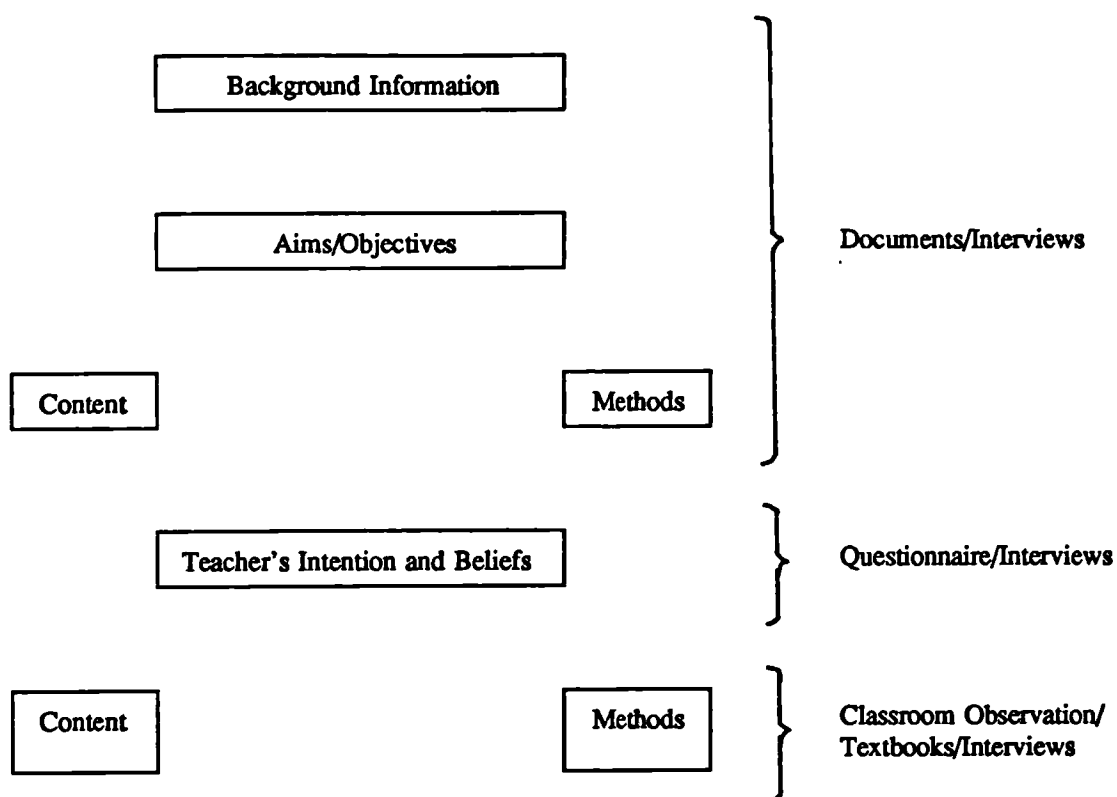 Background Information
Aims/Objectives
Documents/Interviews
Content
Methods
Teacher's Intention and Beliefs
Questionnaire/Interviews
Content
Methods
Classroom Observation/
Textbooks/Interviews